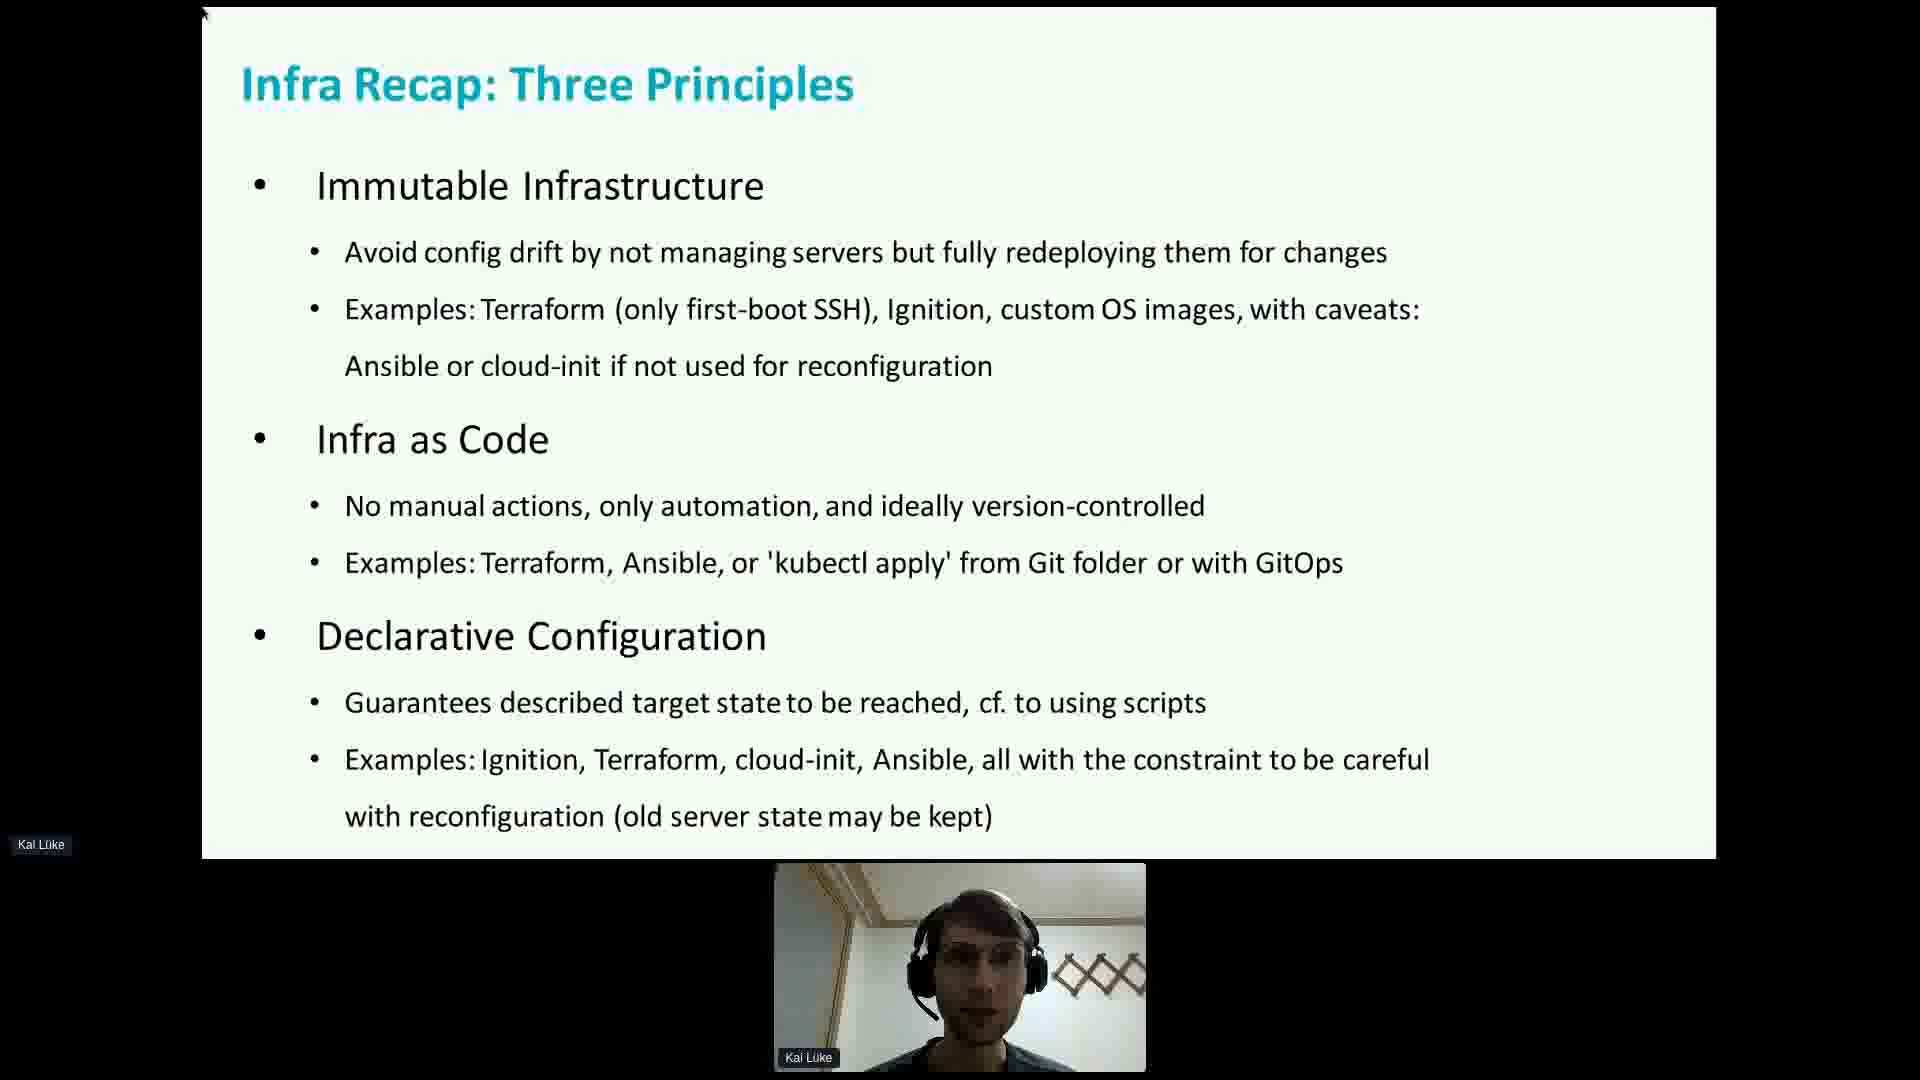 Infra Recap: Three Principles
• Immutable Infrastructure
• Avoid config drift by not managing servers but fully redeploying them for changes
• Examples: Terraform (only first-boot SSH), Ignition, custom OS images, with caveats:
Ansible or cloud-init if not used for reconfiguration
• Infra as Code
• No manual actions, only automation, and ideally version-controlled
• Examples: Terraform, Ansible, or 'kubectl apply' from Git folder or with GitOps
• Declarative Configuration
• Guarantees described target state to be reached, cf. to using scripts
• Examples: Ignition, Terraform, cloud-init, Ansible, all with the constraint to be careful
with reconfiguration (old server state may be kept)
Kai Lüke
Kai Lüke